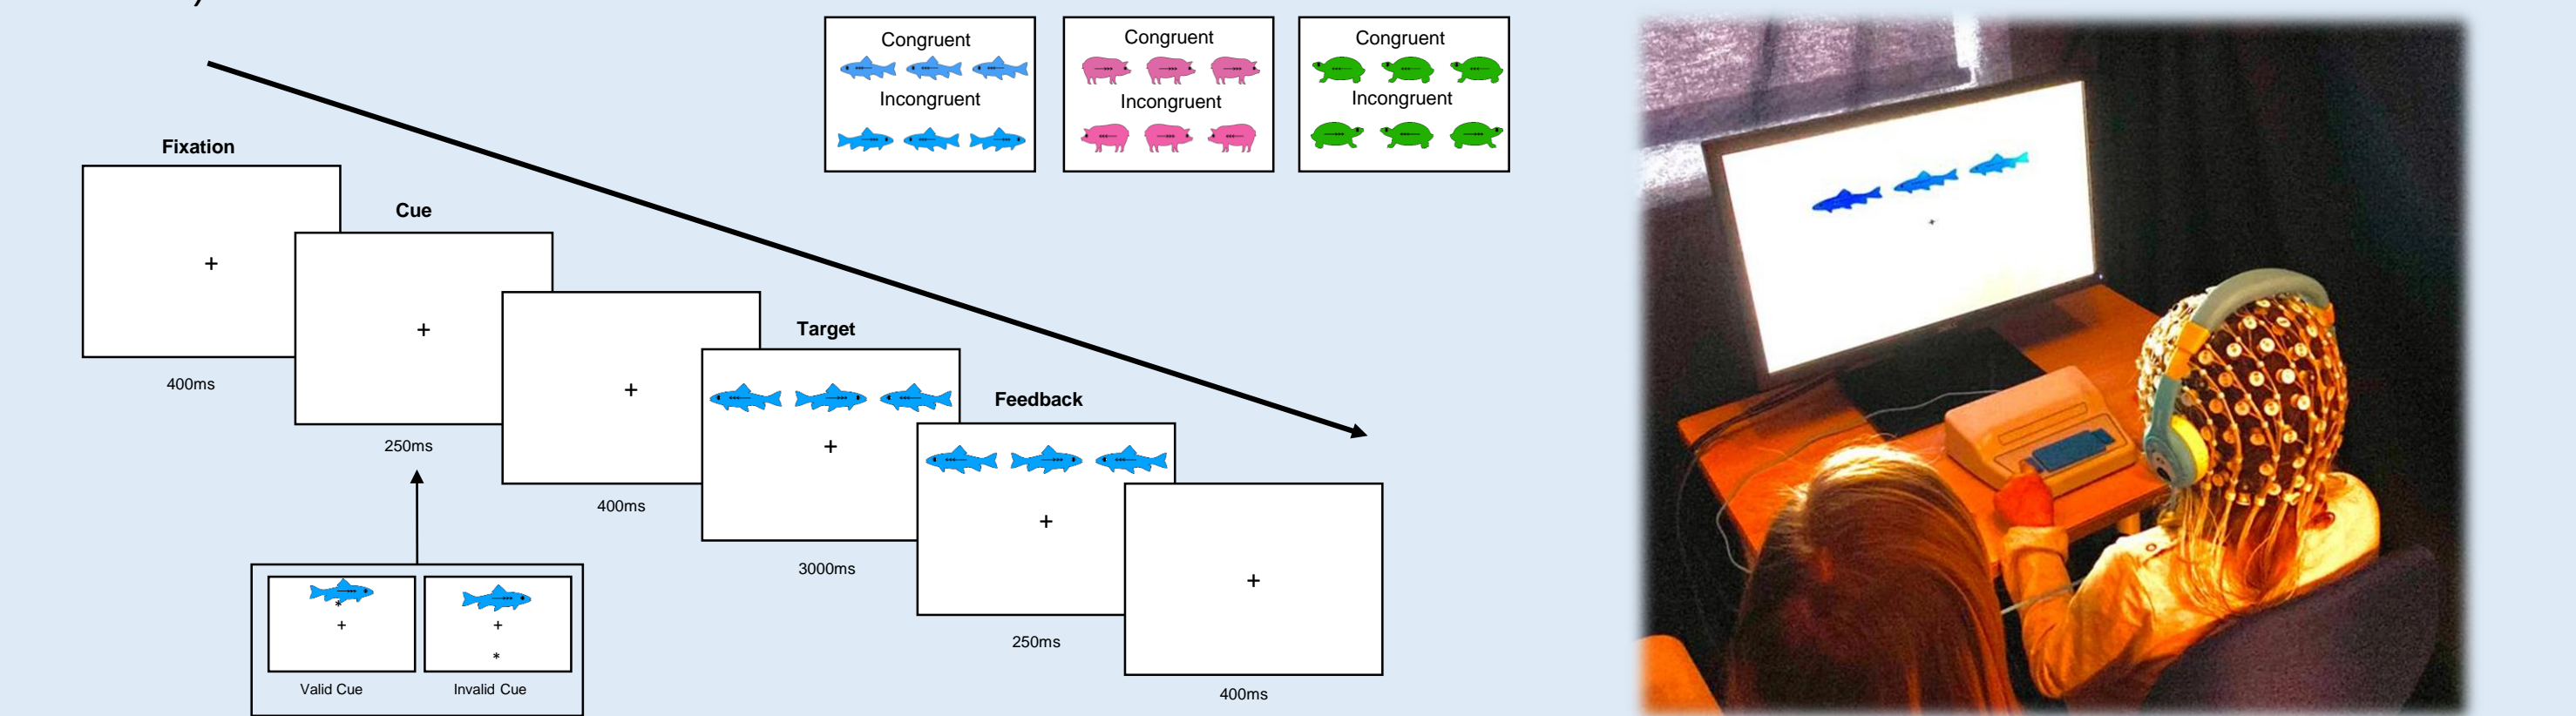 )
Congruent
Incongruent
Congruent
Incongruent
Congruent
Incongruent
Fixation
+
400ms
Cue
+
250ms
+
400ms
Target
+
3000ms
Feedback
+
250ms
+
400ms
*
+
Valid Cue
+
*
Invalid Cue